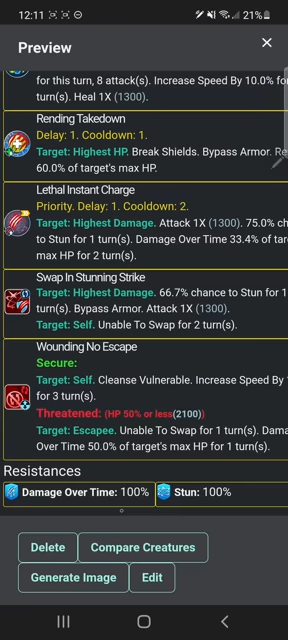 12:11 21%
Preview
for this turn, 8 attack(s). Increase Speed By 10.0% for
turn(s). Heal 1X (1300).
Rending Takedown
Delay: 1. Cooldown: 1.
Target: Highest HP. Break Shields. Bypass Armor. Re
60.0% of target's max HP.
Lethal Instant Charge
Priority. Delay: 1. Cooldown: 2.
Target: Highest Damage. Attack 1X (1300). 75.0% ch
to Stun for 1 turn(s). Damage Over Time 33.4% of tar
max HP for 2 turn(s).
Swap In Stunning Strike
Target: Highest Damage. 66.7% chance to Stun for 1
turn(s). Bypass Armor. Attack 1X (1300).
Target: Self. Unable To Swap for 2 turn(s).
Wounding No Escape
Secure:
Target: Self. Cleanse Vulnerable. Increase Speed By
for 3 turn(s).
Threatened: (HP 50% or less(2100))
Target: Escapee. Unable To Swap for 1 turn(s). Dama
Over Time 50.0% of target's max HP for 1 turn(s).
Resistances
Damage Over Time: 100% Stun: 100%
Delete Compare Creatures
Generate Image Edit